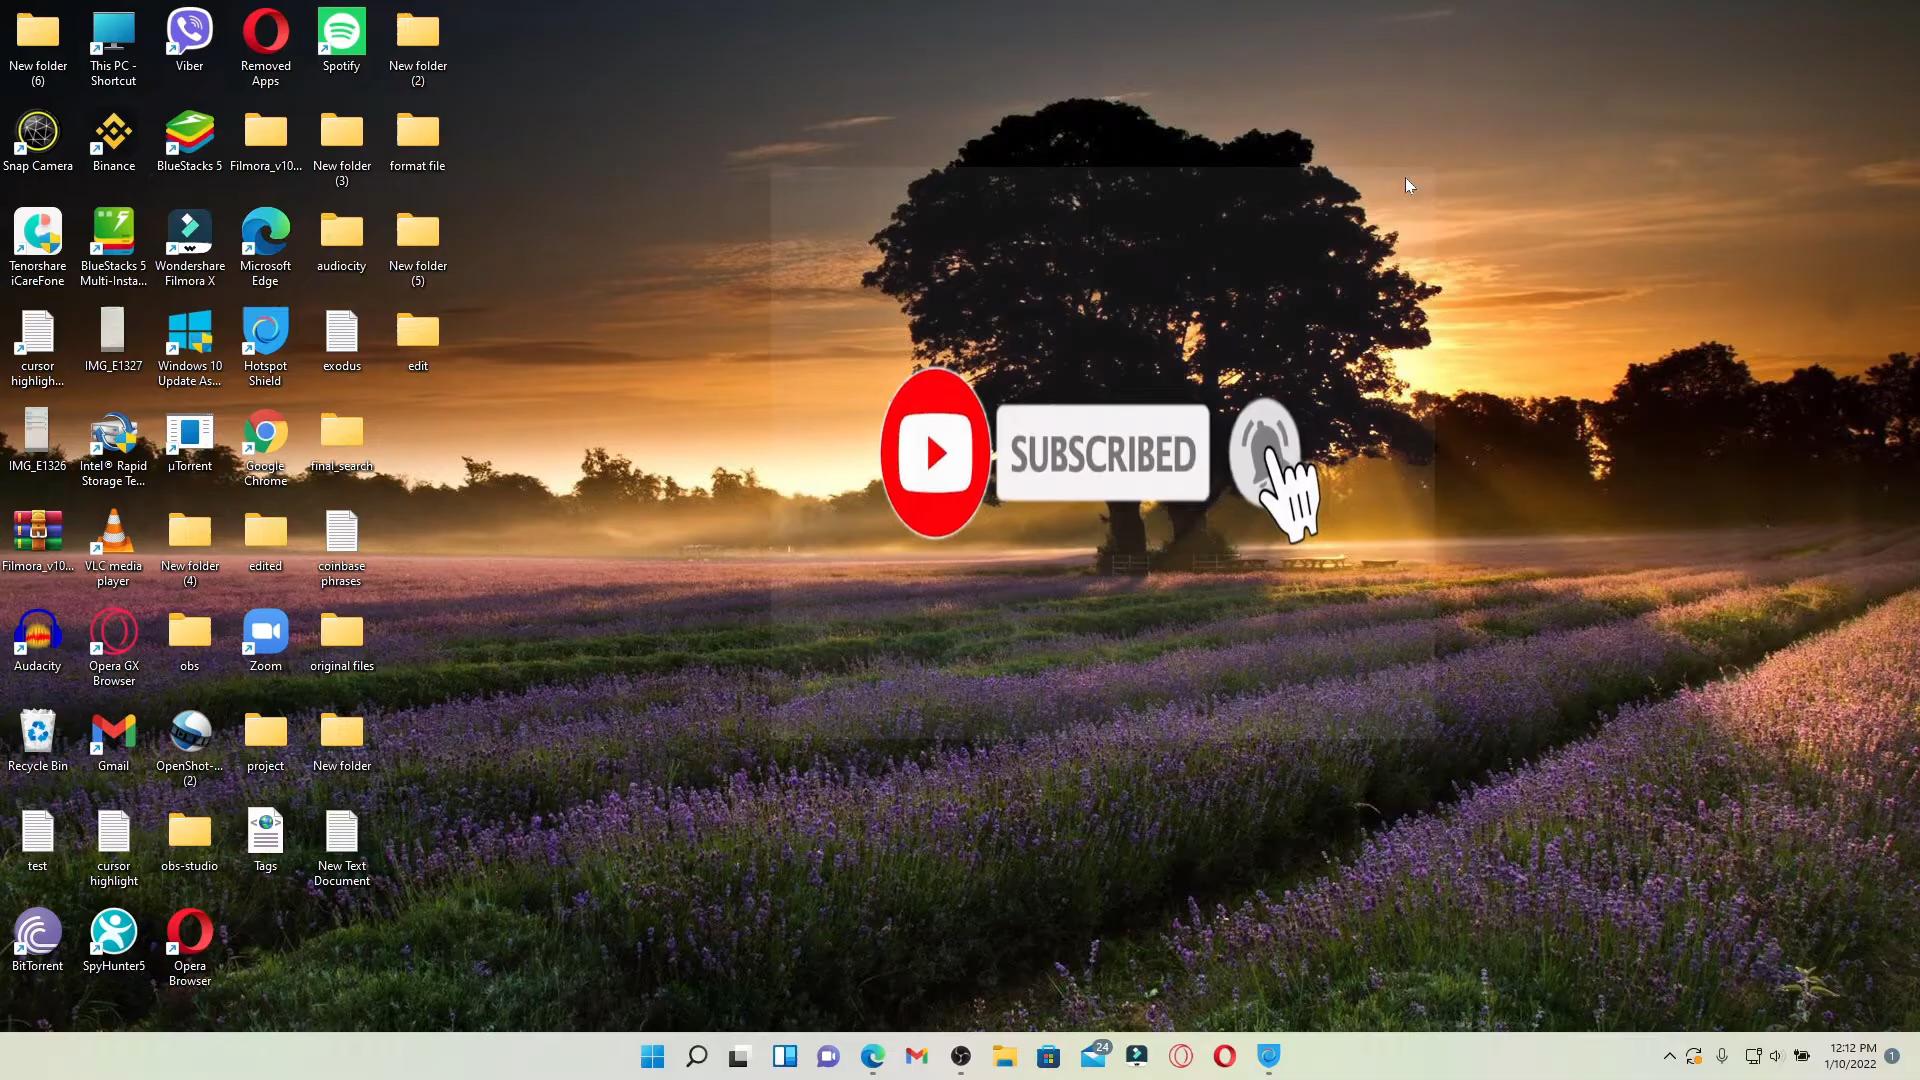 New folder
(6)
This PC -
Shortcut
Viber
Removed
Apps
Spotify
New folder
(2)
Snap Camera
Binance
BlueStacks 5
Filmora_v10...
New folder
(3)
format file
Tenorshare
iCareFone
BlueStacks 5
Multi-Insta...
Wondershare
Filmora X
Microsoft
Edge
audiocity
New folder
(5)
cursor
highligh...
IMG_E1327
Windows 10
Update As...
Hotspot
Shield
exodus
edit
SUBSCRIBED
IMG_E1326
Intel® Rapid
Storage Te...
µTorrent
Google
Chrome
final_search
Filmora_v10...
VLC media
player
New folder
(4)
edited
coinbase
phrases
Audacity
Opera GX
Browser
obs
Zoom
original files
Recycle Bin
Gmail
OpenShot-...
(2)
project
New folder
test
cursor
highlight
obs-studio
Tags
New Text
Document
BitTorrent
SpyHunter5
Opera
Browser
24
12:12 PM
1/10/2022
1